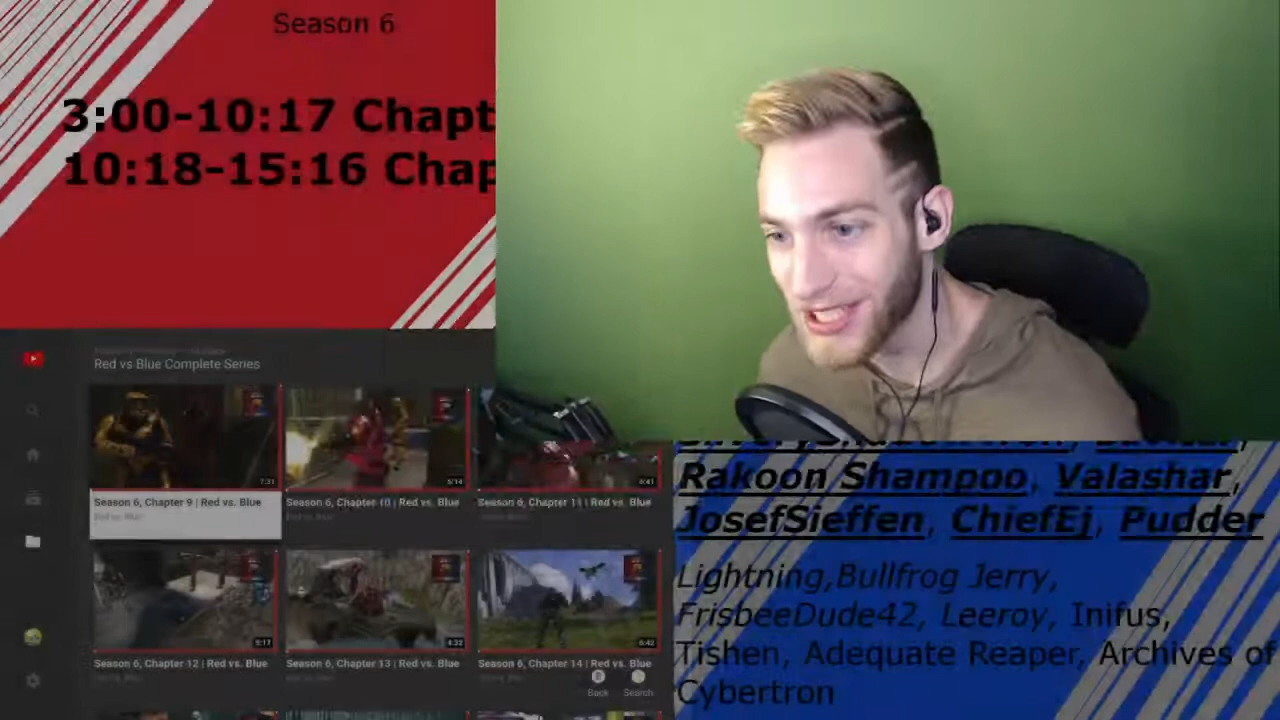 Season 6
3:00-10:17 Chapt
10:18-15:16 Chap
Red vs Blue Complete Series
7:31
5:14
6:41
Season 6, Chapter 9 | Red vs. Blue
Season 6, Chapter 10 | Red vs. Blue
Season 6, Chapter 11 | Red vs. Blue
Red vs. Blue
5:17
4:32
6:42
Season 6, Chapter 12 | Red vs. Blue
Season 6, Chapter 13 | Red vs. Blue
Season 6, Chapter 14 | Red vs. Blue
B
Back
Search
Rakoon Shampoo, Valashar,
JosefSieffen, ChiefEj, Pudder
Lightning,Bullfrog Jerry,
FrisbeeDude42, Leeroy, Inifus,
Tishen, Adequate Reaper, Archives of
Cybertron